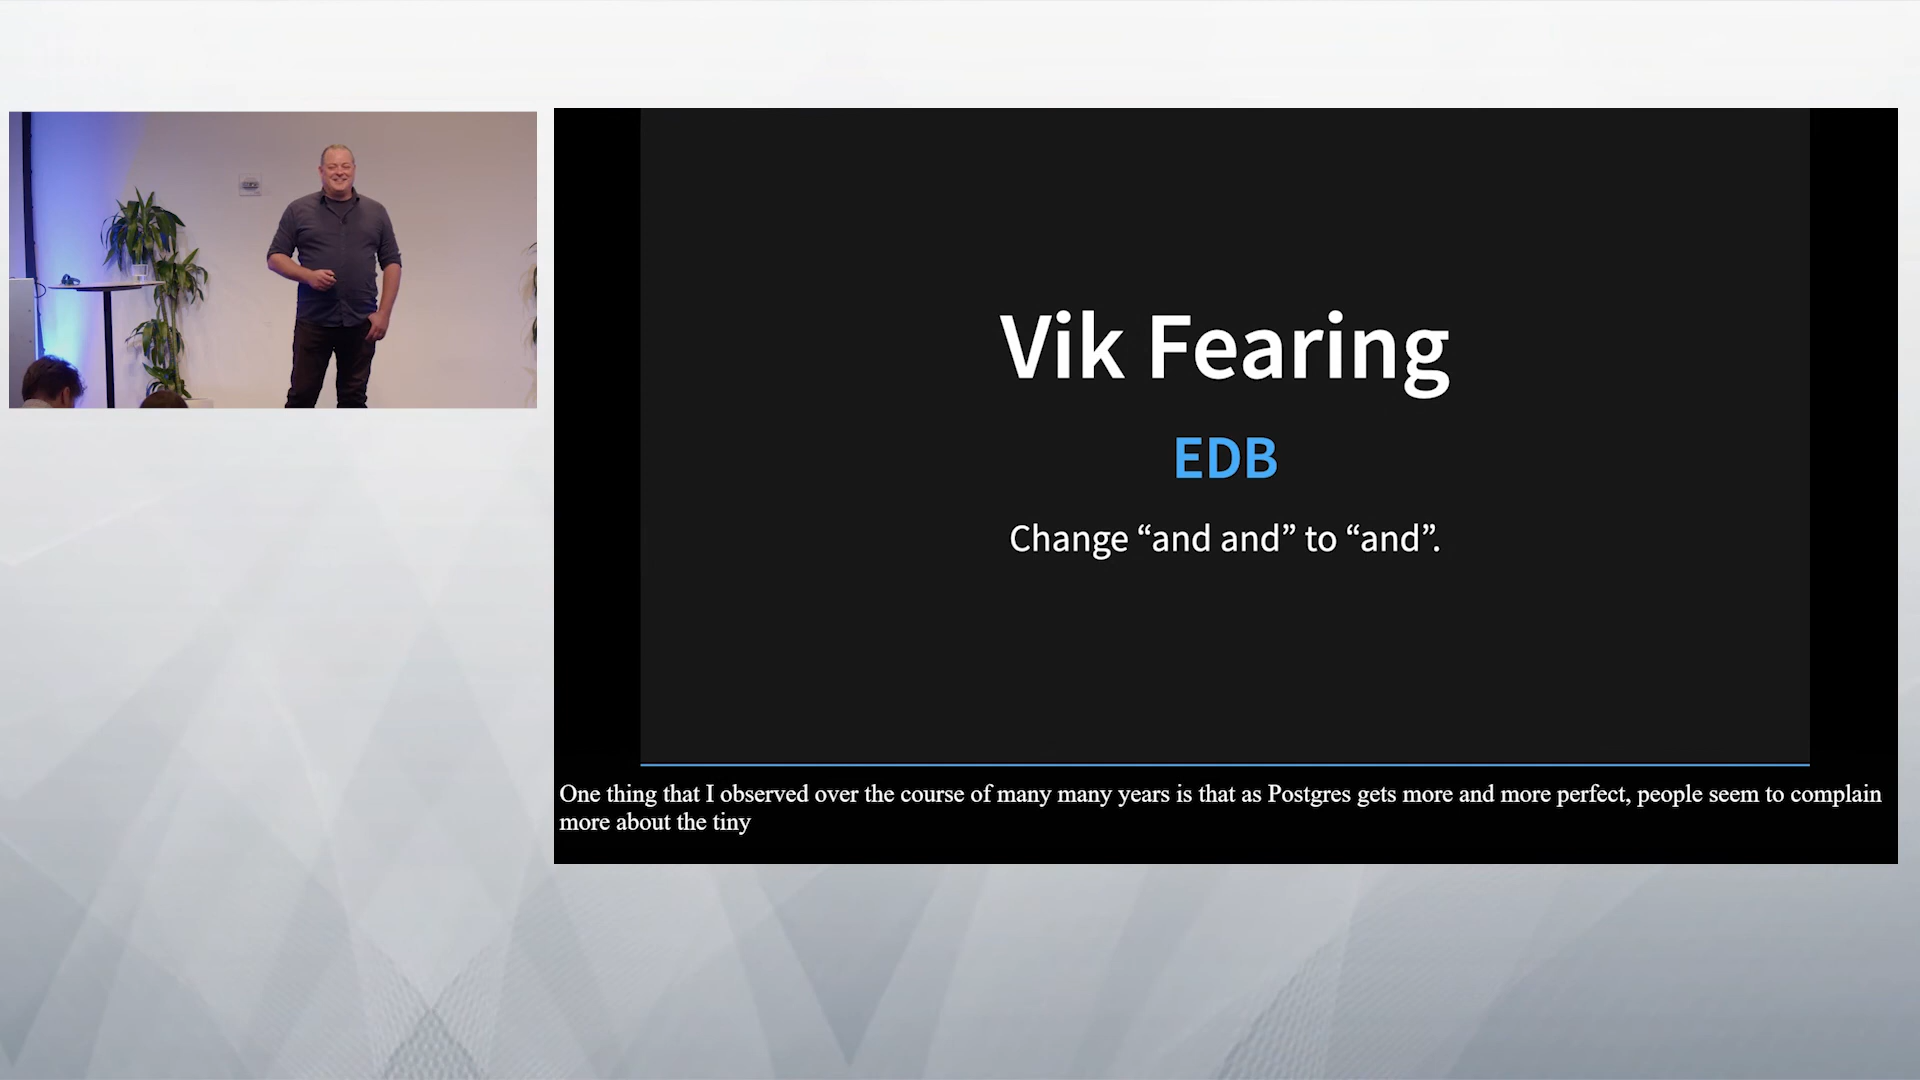 Vik Fearing
EDB
Change “and and” to “and”.
One thing that I observed over the course of many many years is that as Postgres gets more and more perfect, people seem to complain
more about the tiny